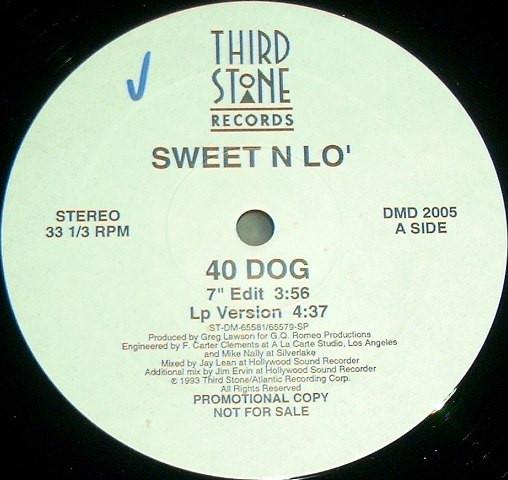 THIRD
STONE
RECORDS
SWEET N LO'
STEREO
33 1/3 RPM
DMD 2005
A SIDE
40 DOG
7" Edit 3:56
Lp Version 4:37
ST-DM-65581/65579-SP
Produced by Greg Lawson for G.Q. Romeo Productions
Engineered by F. Carter Clements at A La Carte Studio, Los Angeles
and Mike Nally at Silverlake
Mixed by Jay Lean at Hollywood Sound Recorder
Additional mix by Jim Ervin at Hollywood Sound Recorder
© 1993 Third Stone/Atlantic Recording Corp.
All Rights Reserved
PROMOTIONAL COPY
NOT FOR SALE